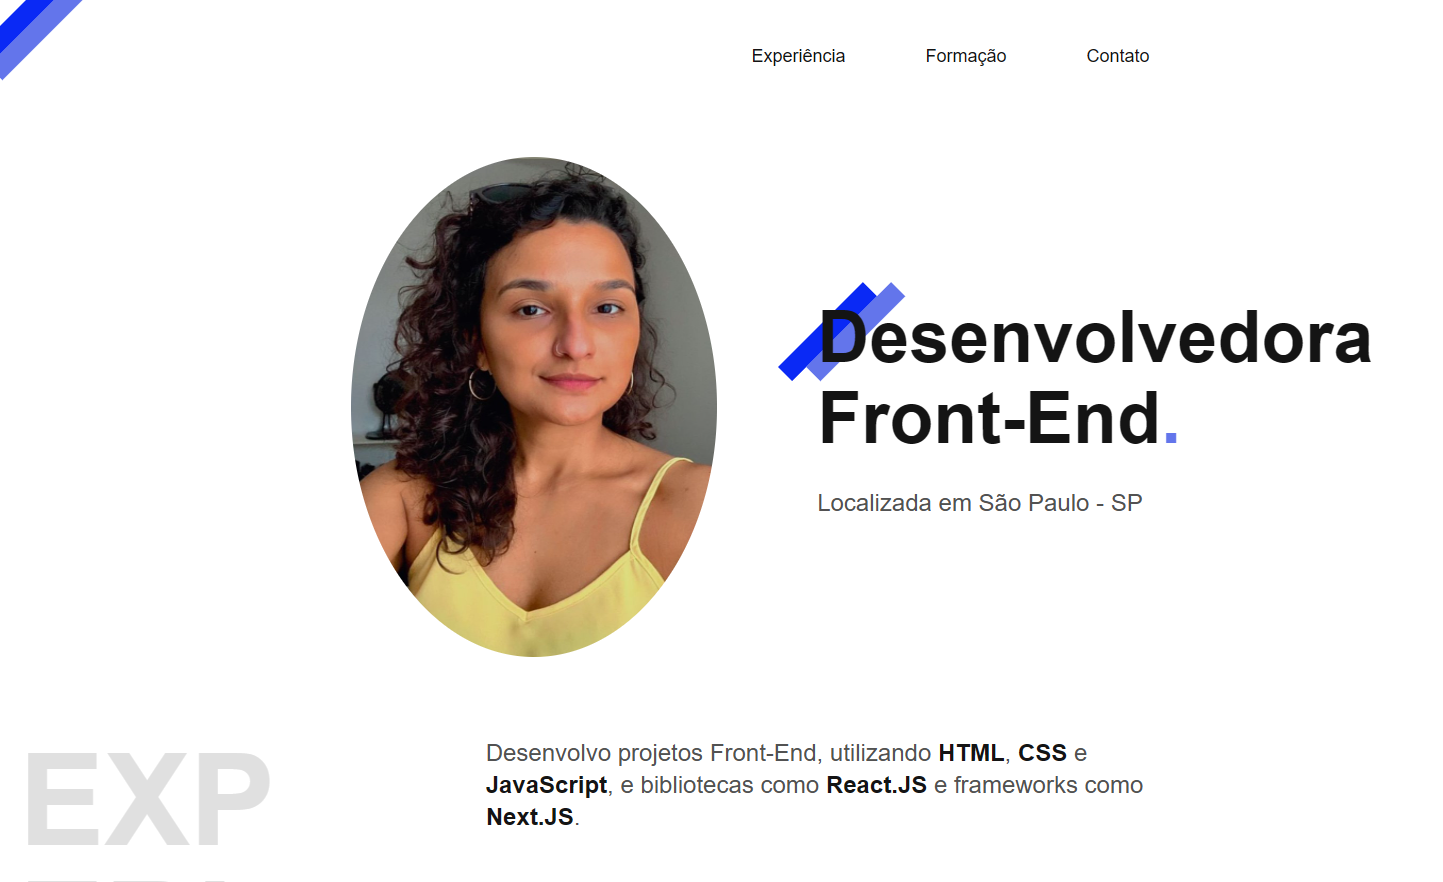 Experiência Formação Contato
Desenvolvedora
Front-End.
Localizada em São Paulo - SP
EXP
Desenvolvo projetos Front-End, utilizando HTML, CSS e
JavaScript, e bibliotecas como React.JS e frameworks como
Next.JS.